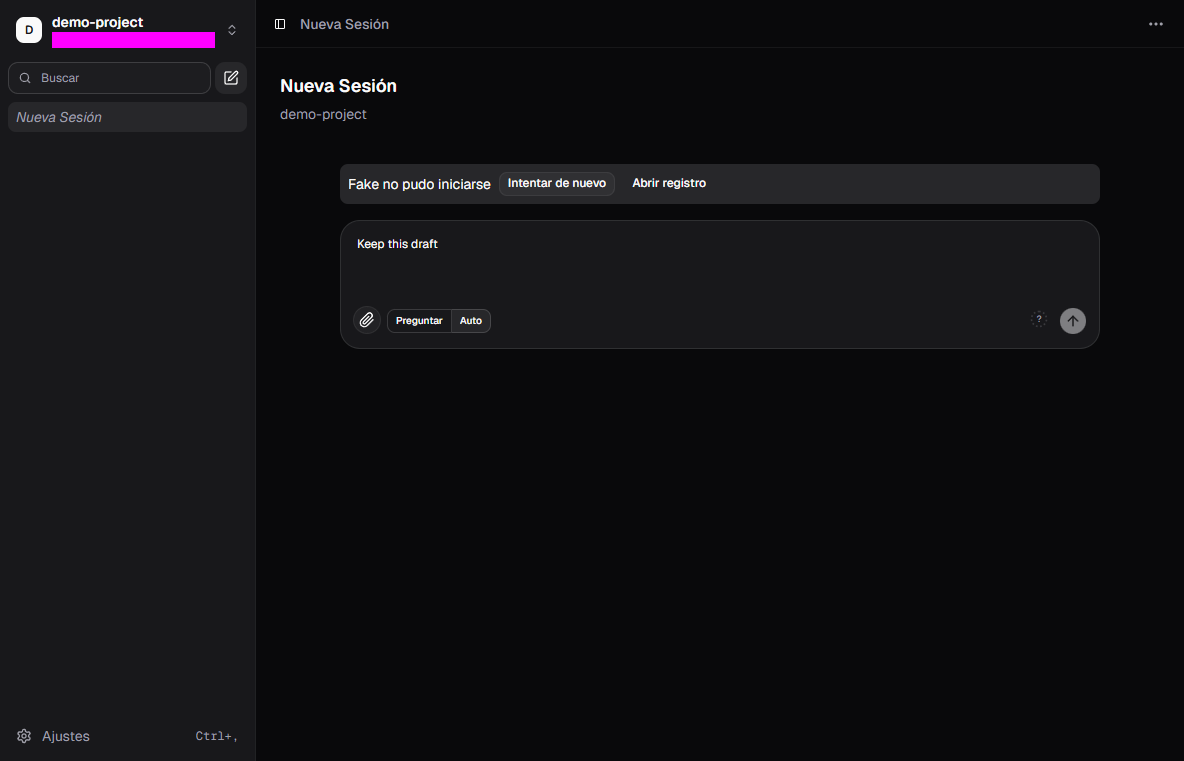 D
demo-project
Buscar
Nueva Sesión
Ajustes
Ctrl+,
Nueva Sesión
Nueva Sesión
demo-project
Fake no pudo iniciarse
Intentar de nuevo
Abrir registro
Keep this draft
Preguntar
Auto
?